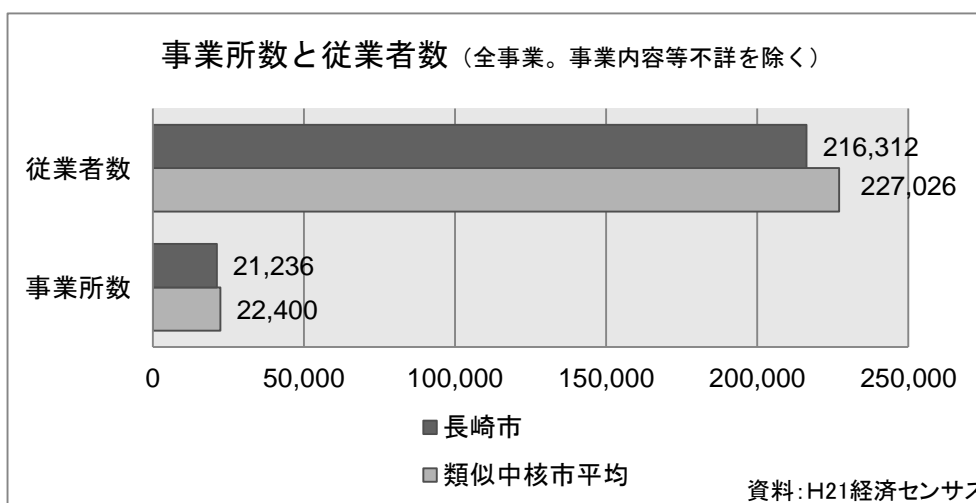 事業所数と従業者数（全事業。事業内容等不詳を除く）
従業者数
216,312
227,026
事業所数
21,236
22,400
0 50,000 100,000 150,000 200,000 250,000
長崎市
類似中核市平均
資料：H21経済センサス